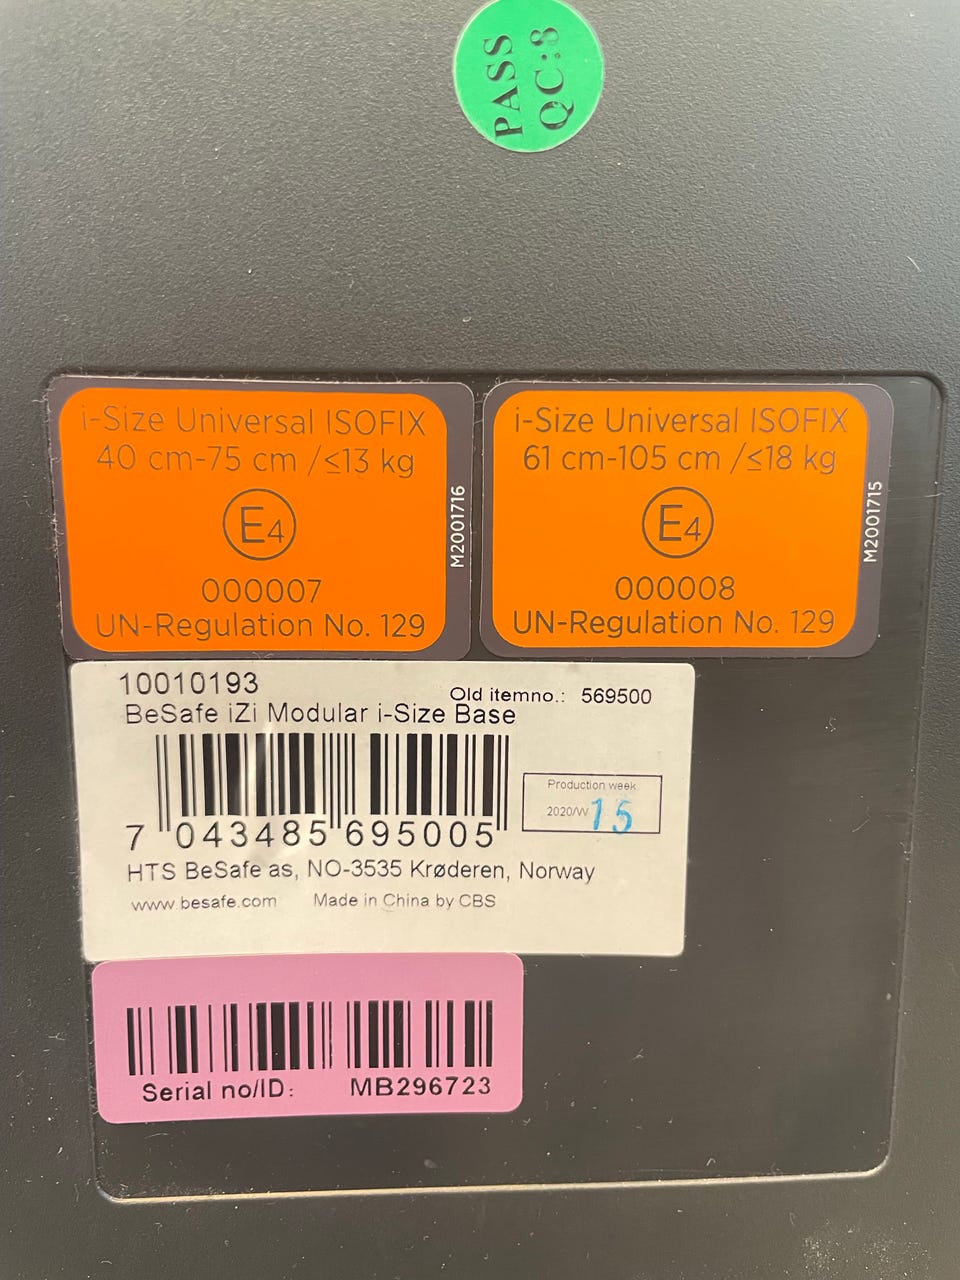 PASS
QC:8
i-Size Universal ISOFIX
40 cm-75 cm /≤13 kg
E4
000007
UN-Regulation No. 129
M2001716
i-Size Universal ISOFIX
61 cm-105 cm /≤18 kg
E4
000008
UN-Regulation No. 129
M2001715
10010193
Old itemno.: 569500
BeSafe iZi Modular i-Size Base
Production week
2020/W 15
7 043485 695005
HTS BeSafe as, NO-3535 Krøderen, Norway
www.besafe.com Made in China by CBS
Serial no/ID: MB296723